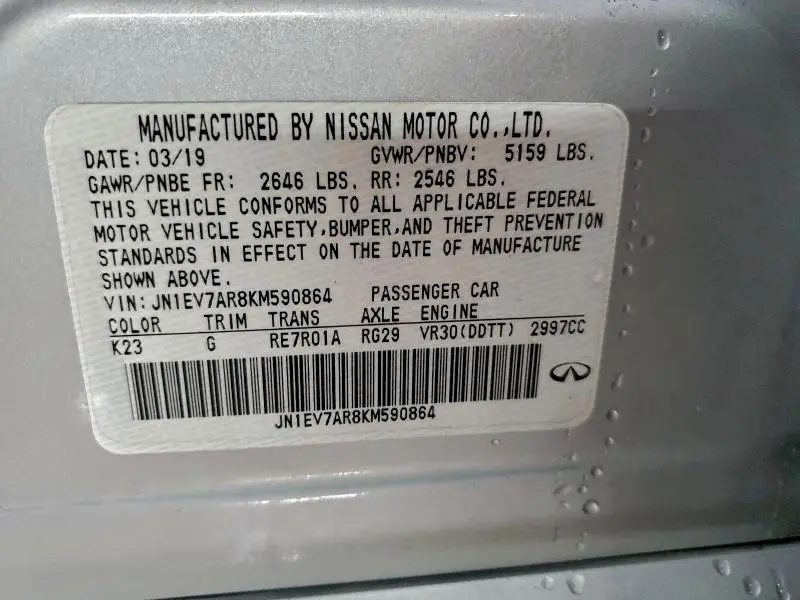 MANUFACTURED BY NISSAN MOTOR CO.,LTD.
DATE: 03/19 GVWR/PNBV: 5159 LBS.
GAWR/PNBE FR: 2646 LBS. RR: 2546 LBS.
THIS VEHICLE CONFORMS TO ALL APPLICABLE FEDERAL
MOTOR VEHICLE SAFETY,BUMPER,AND THEFT PREVENTION
STANDARDS IN EFFECT ON THE DATE OF MANUFACTURE
SHOWN ABOVE.
VIN: JN1EV7AR8KM590864 PASSENGER CAR
COLOR TRIM TRANS AXLE ENGINE
K23 G RE7R01A RG29 VR30(DDTT) 2997CC
JN1EV7AR8KM590864